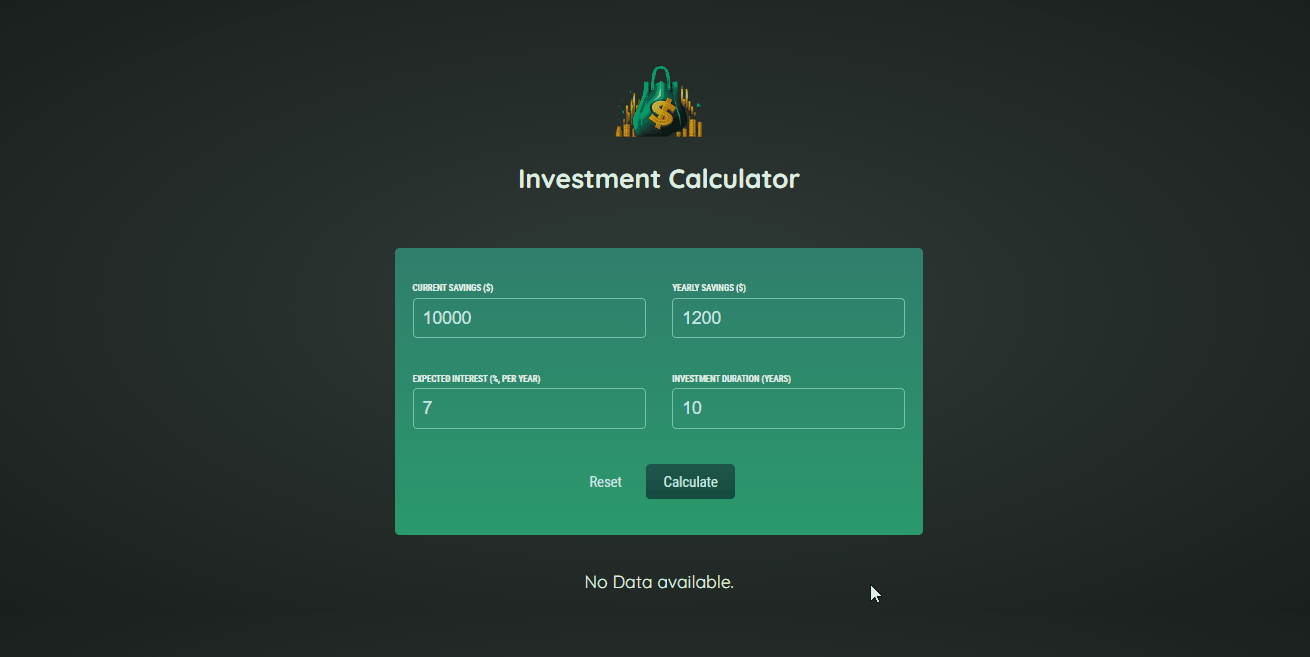 $
Investment Calculator
CURRENT SAVINGS ($)
YEARLY SAVINGS ($)
10000
1200
EXPECTED INTEREST (%, PER YEAR)
INVESTMENT DURATION (YEARS)
7
10
Reset
Calculate
No Data available.